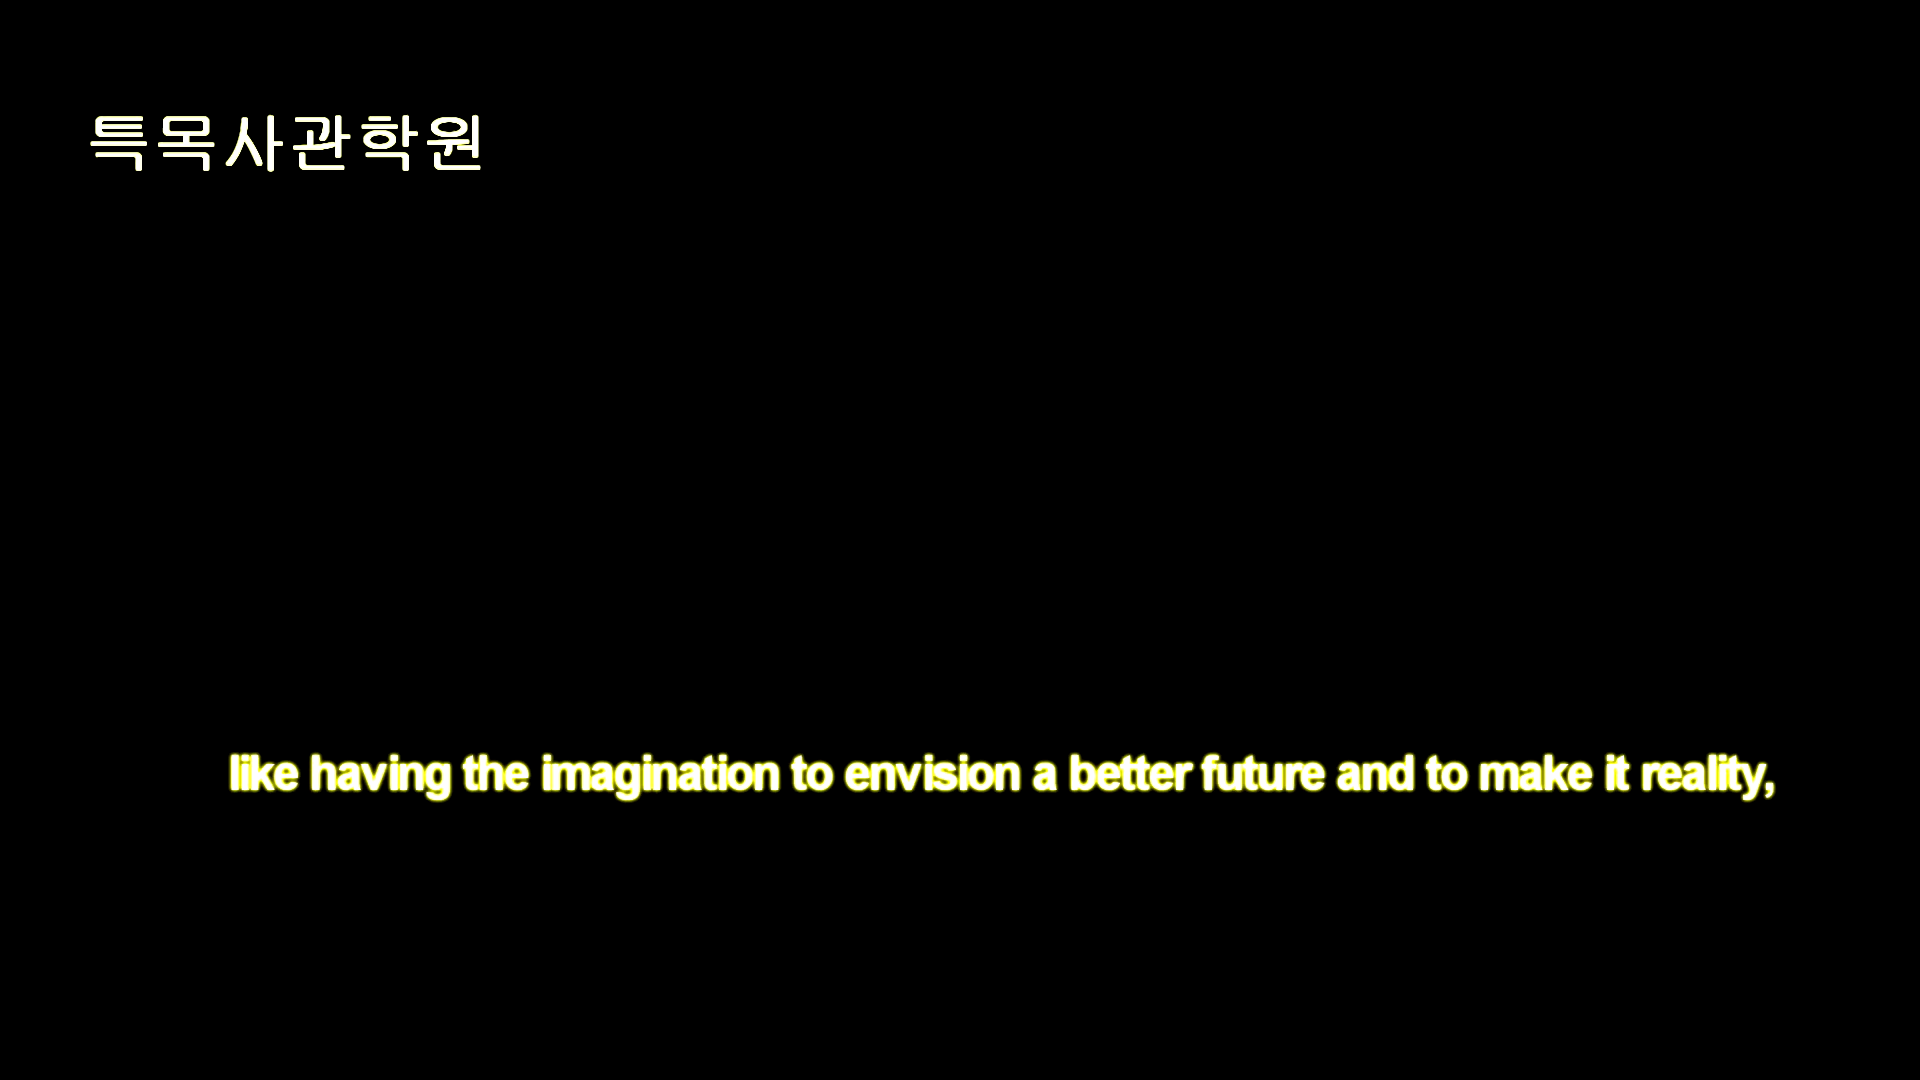 특목사관학원
like having the imagination to envision a better future and to make it reality,